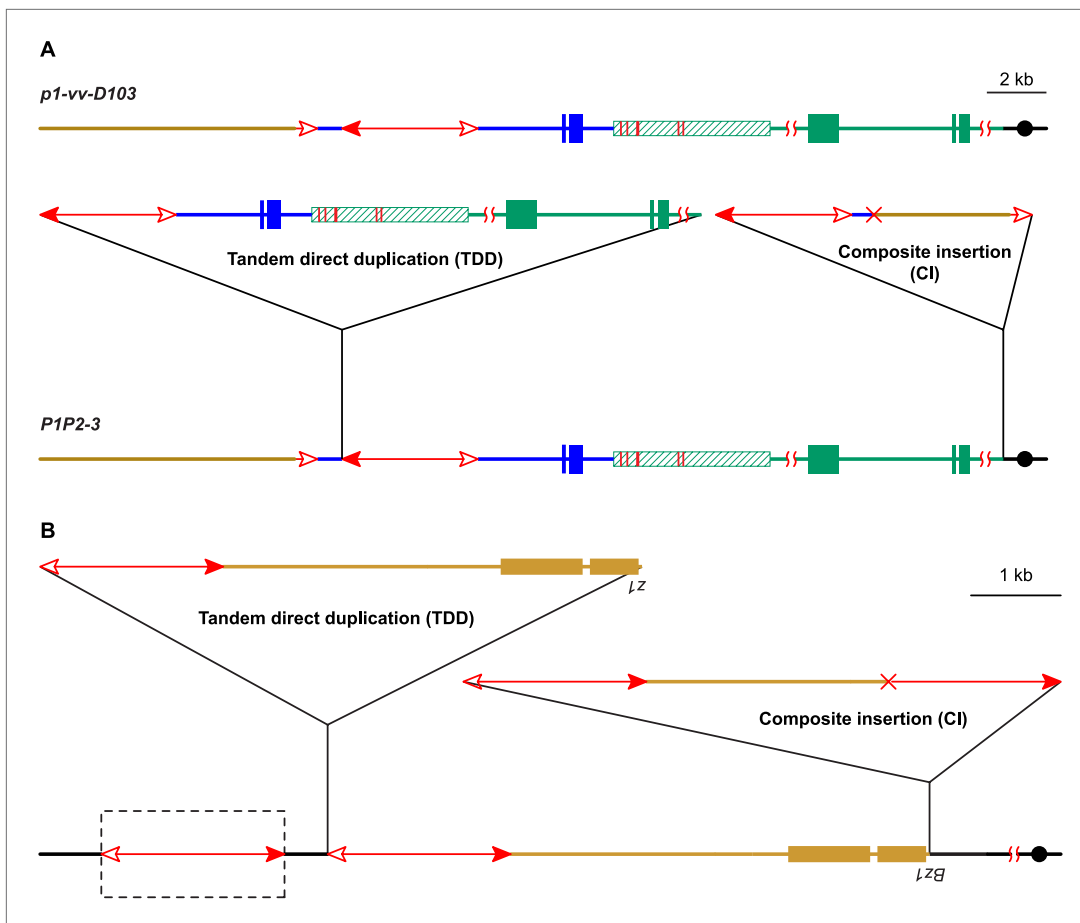 A
p1-vv-D103
2 kb
Tandem direct duplication (TDD)
Composite insertion
(CI)
P1P2-3
B
1 kb
z1
Tandem direct duplication (TDD)
Composite insertion (CI)
Bz1